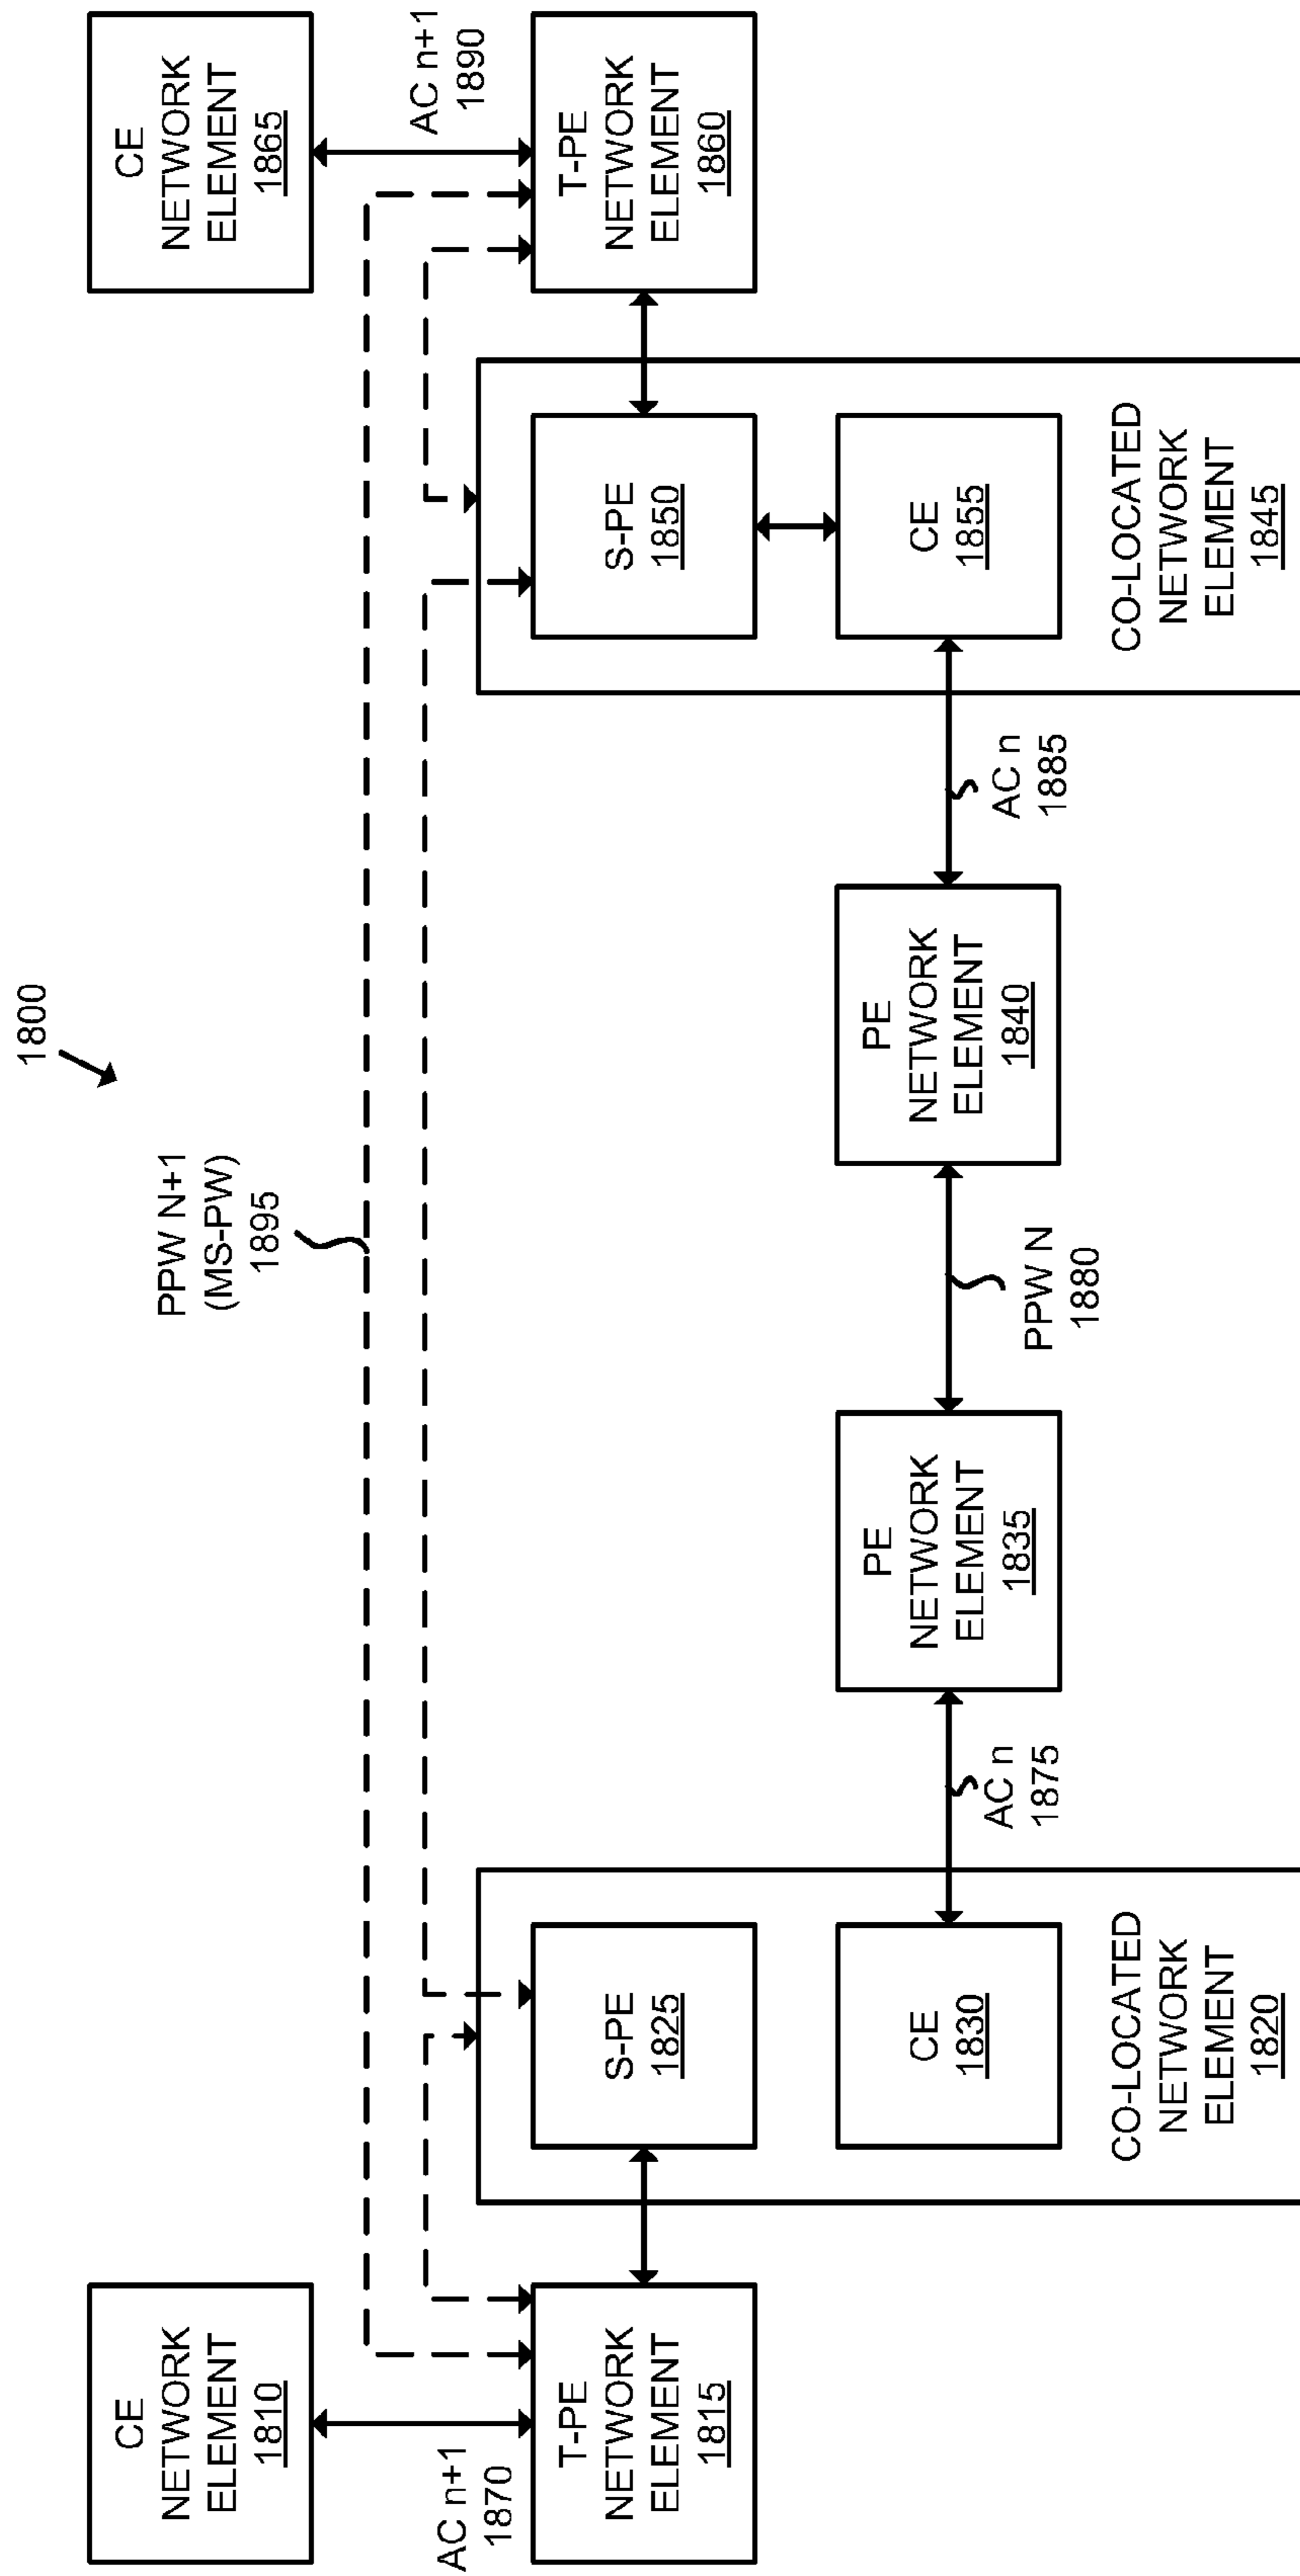 1800
PPW N+1
(MS-PW)
1895
CE
NETWORK
ELEMENT
1810
CE
NETWORK
ELEMENT
1865
AC n+1
1870
AC n+1
1890
T-PE
NETWORK
ELEMENT
1815
S-PE
1825
S-PE
1850
T-PE
NETWORK
ELEMENT
1860
CE
1830
AC n
1875
PE
NETWORK
ELEMENT
1835
PPW N
1880
PE
NETWORK
ELEMENT
1840
AC n
1885
CE
1855
CO-LOCATED
NETWORK
ELEMENT
1820
CO-LOCATED
NETWORK
ELEMENT
1845